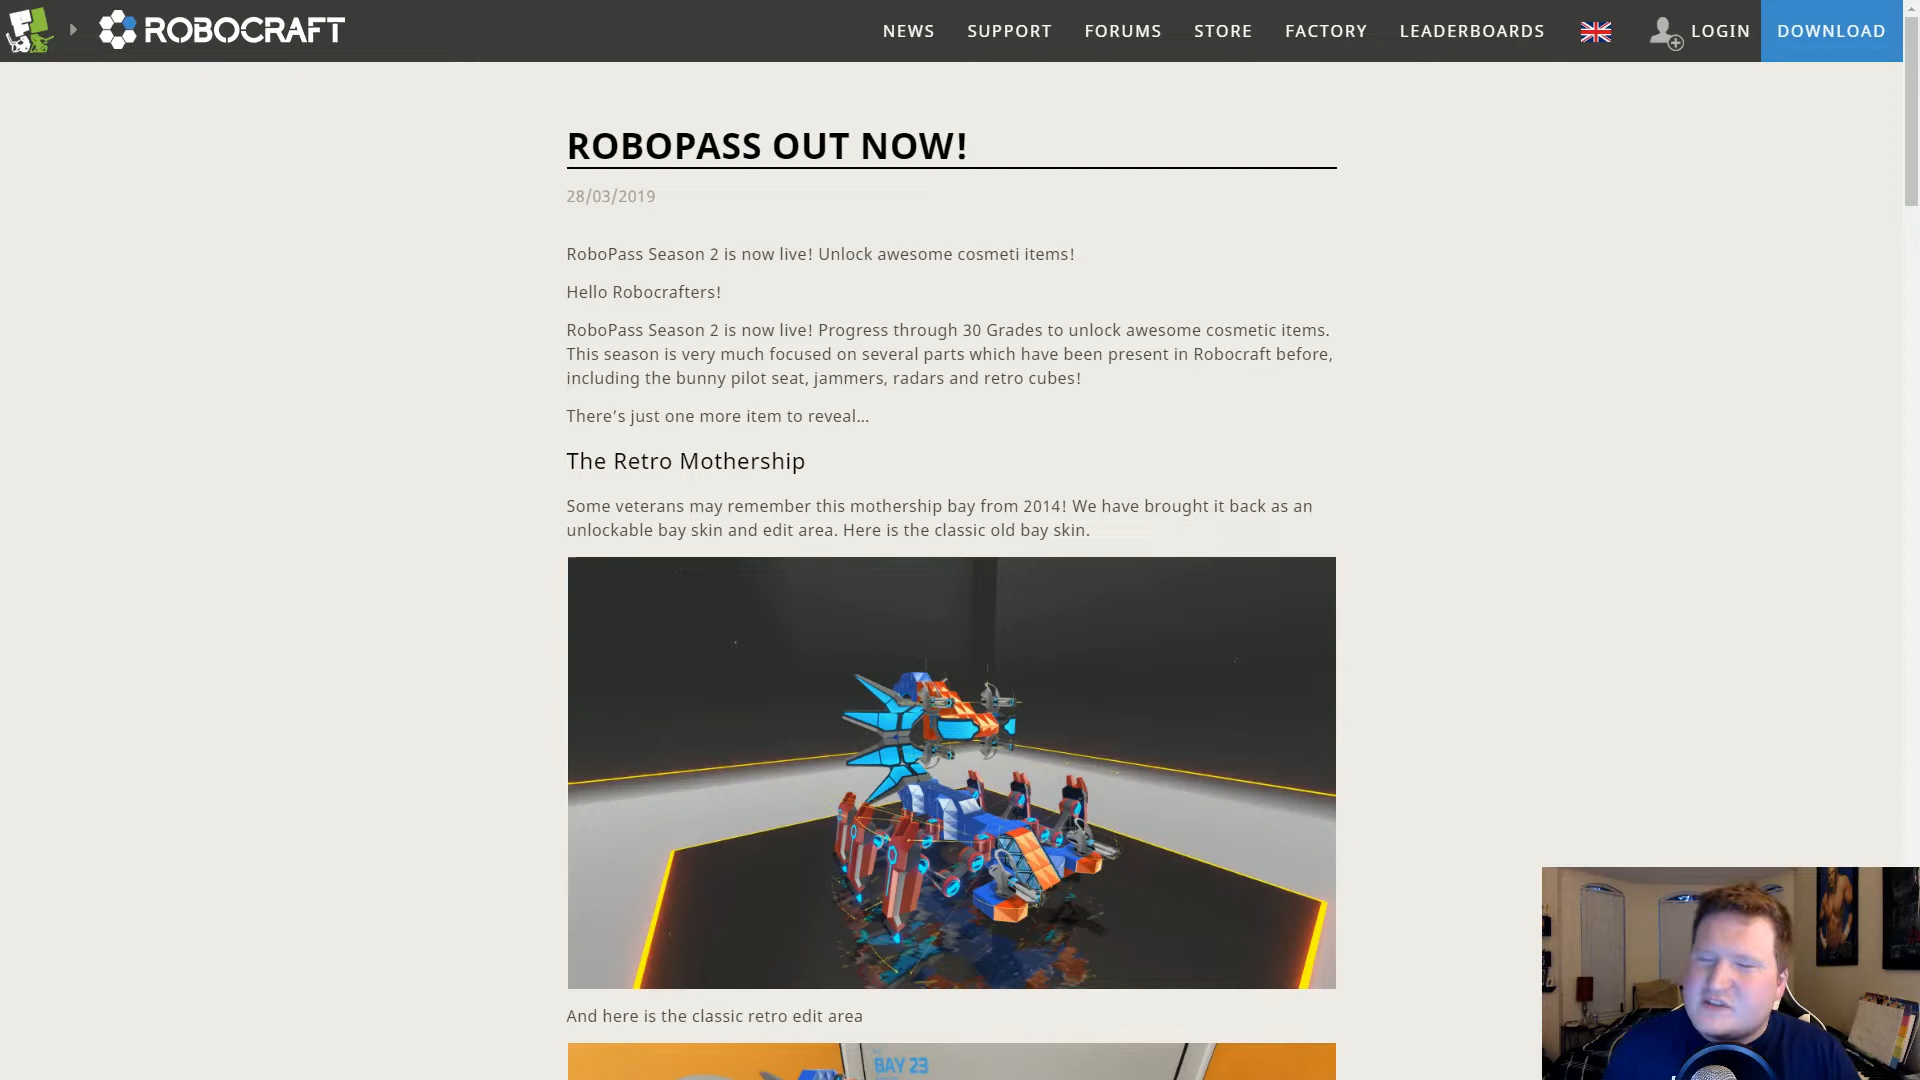 ROBOCRAFT NEWS SUPPORT FORUMS STORE FACTORY LEADERBOARDS LOGIN DOWNLOAD
ROBOPASS OUT NOW!
28/03/2019
RoboPass Season 2 is now live! Unlock awesome cosmeti items!
Hello Robocrafters!
RoboPass Season 2 is now live! Progress through 30 Grades to unlock awesome cosmetic items.
This season is very much focused on several parts which have been present in Robocraft before,
including the bunny pilot seat, jammers, radars and retro cubes!
There’s just one more item to reveal…
The Retro Mothership
Some veterans may remember this mothership bay from 2014! We have brought it back as an
unlockable bay skin and edit area. Here is the classic old bay skin.
And here is the classic retro edit area
BAY 23